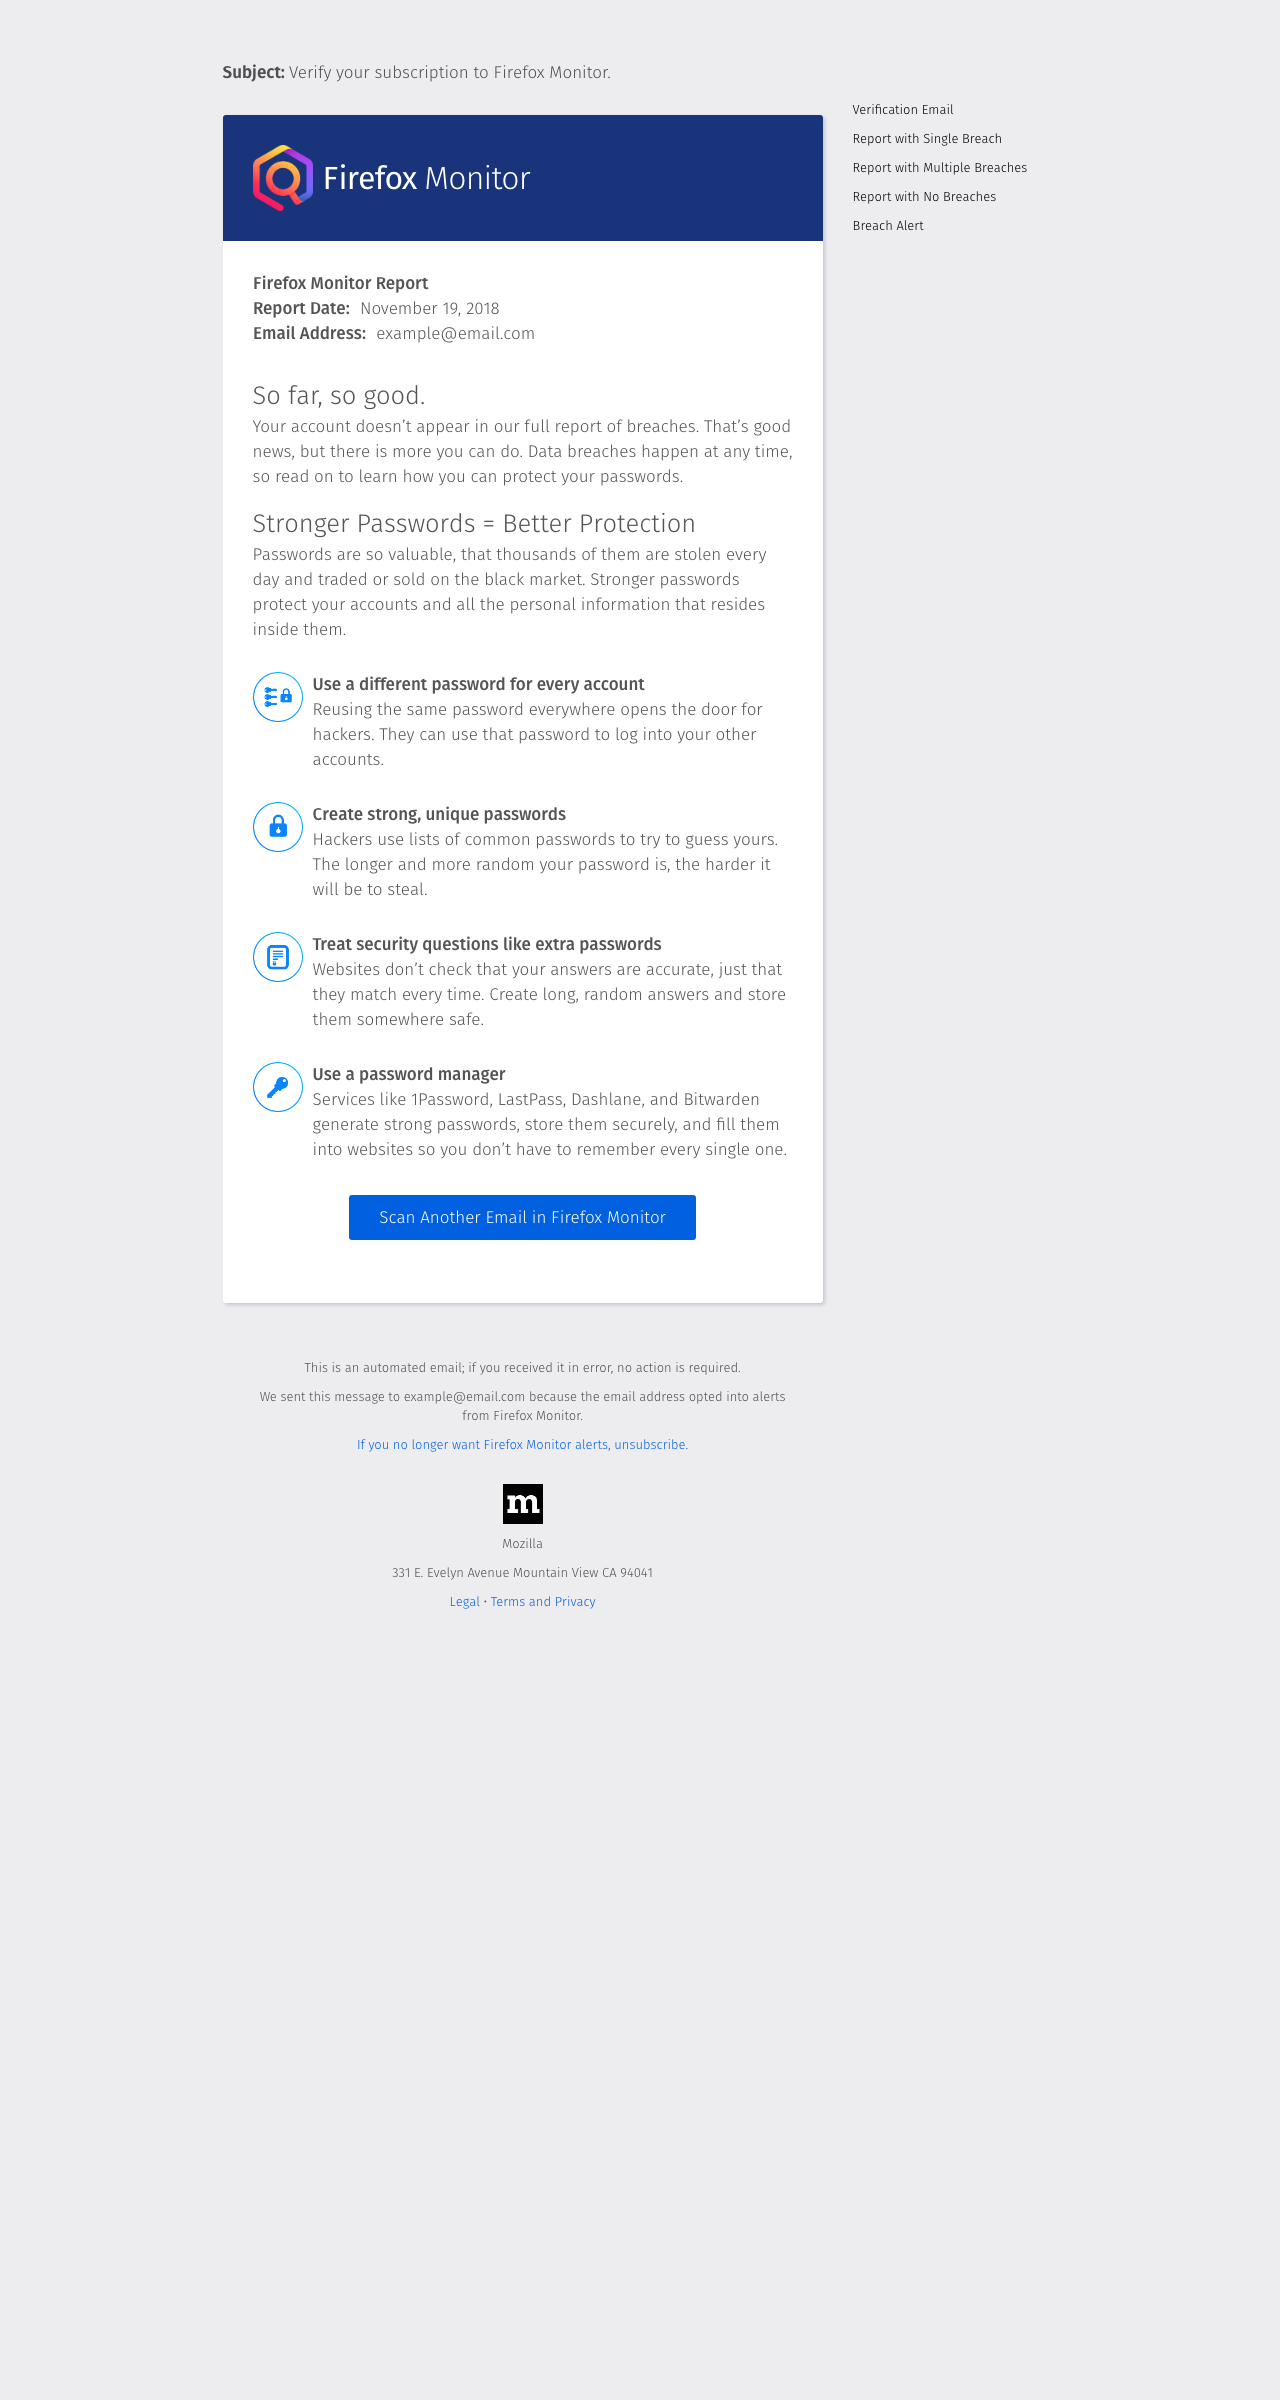 Subject: Verify your subscription to Firefox Monitor.
Verification Email
Report with Single Breach
Report with Multiple Breaches
Report with No Breaches
Breach Alert
Firefox Monitor
Firefox Monitor Report
Report Date: November 19, 2018
Email Address: example@email.com
So far, so good.
Your account doesn’t appear in our full report of breaches. That’s good
news, but there is more you can do. Data breaches happen at any time,
so read on to learn how you can protect your passwords.
Stronger Passwords = Better Protection
Passwords are so valuable, that thousands of them are stolen every
day and traded or sold on the black market. Stronger passwords
protect your accounts and all the personal information that resides
inside them.
Use a different password for every account
Reusing the same password everywhere opens the door for
hackers. They can use that password to log into your other
accounts.
Create strong, unique passwords
Hackers use lists of common passwords to try to guess yours.
The longer and more random your password is, the harder it
will be to steal.
Treat security questions like extra passwords
Websites don’t check that your answers are accurate, just that
they match every time. Create long, random answers and store
them somewhere safe.
Use a password manager
Services like 1Password, LastPass, Dashlane, and Bitwarden
generate strong passwords, store them securely, and fill them
into websites so you don’t have to remember every single one.
Scan Another Email in Firefox Monitor
This is an automated email; if you received it in error, no action is required.
We sent this message to example@email.com because the email address opted into alerts
from Firefox Monitor.
If you no longer want Firefox Monitor alerts, unsubscribe.
m
Mozilla
331 E. Evelyn Avenue Mountain View CA 94041
Legal • Terms and Privacy